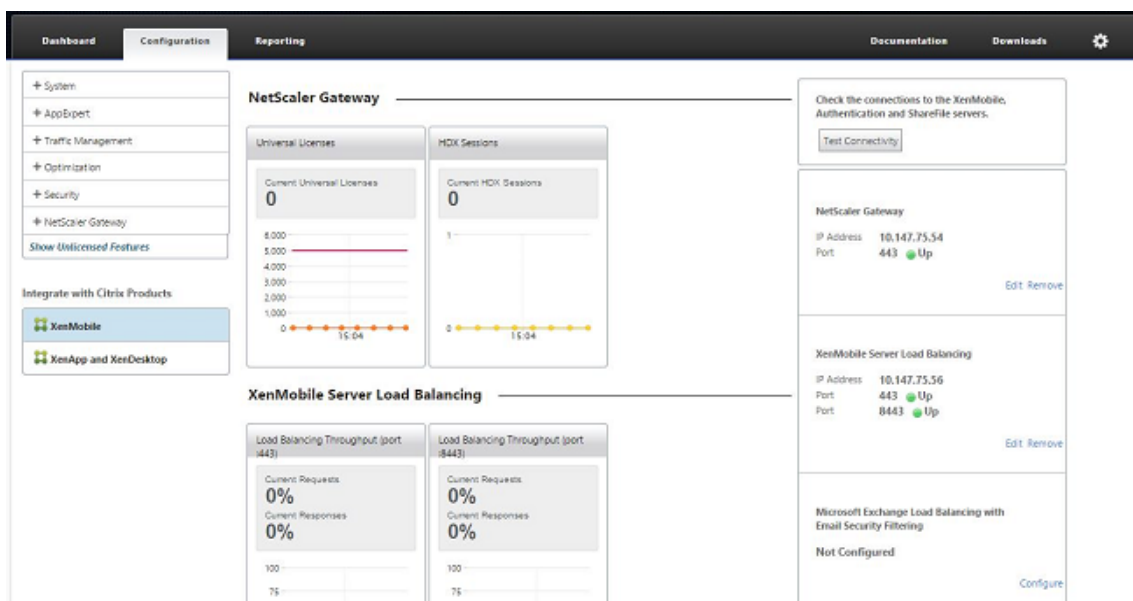 Dashboard
Configuration
Reporting
Documentation
Downloads
+ System
+ AppExpert
+ Traffic Management
+ Optimization
+ Security
+ NetScaler Gateway
Show Unlicensed Features
Integrate with Citrix Products
XenMobile
XenApp and XenDesktop
NetScaler Gateway
Universal Licenses
Current Universal Licenses
0
6,000
5,000
4,000
3,000
2,000
1,000
0
15:04
HDX Sessions
Current HDX Sessions
0
1
0
15:04
XenMobile Server Load Balancing
Load Balancing Throughput (port
:443)
Current Requests
0%
Current Responses
0%
100
75
Load Balancing Throughput (port
:8443)
Current Requests
0%
Current Responses
0%
100
75
Check the connections to the XenMobile,
Authentication and ShareFile servers.
Test Connectivity
NetScaler Gateway
IP Address 10.147.75.54
Port 443 Up
Edit Remove
XenMobile Server Load Balancing
IP Address 10.147.75.56
Port 443 Up
Port 8443 Up
Edit Remove
Microsoft Exchange Load Balancing with
Email Security Filtering
Not Configured
Configure